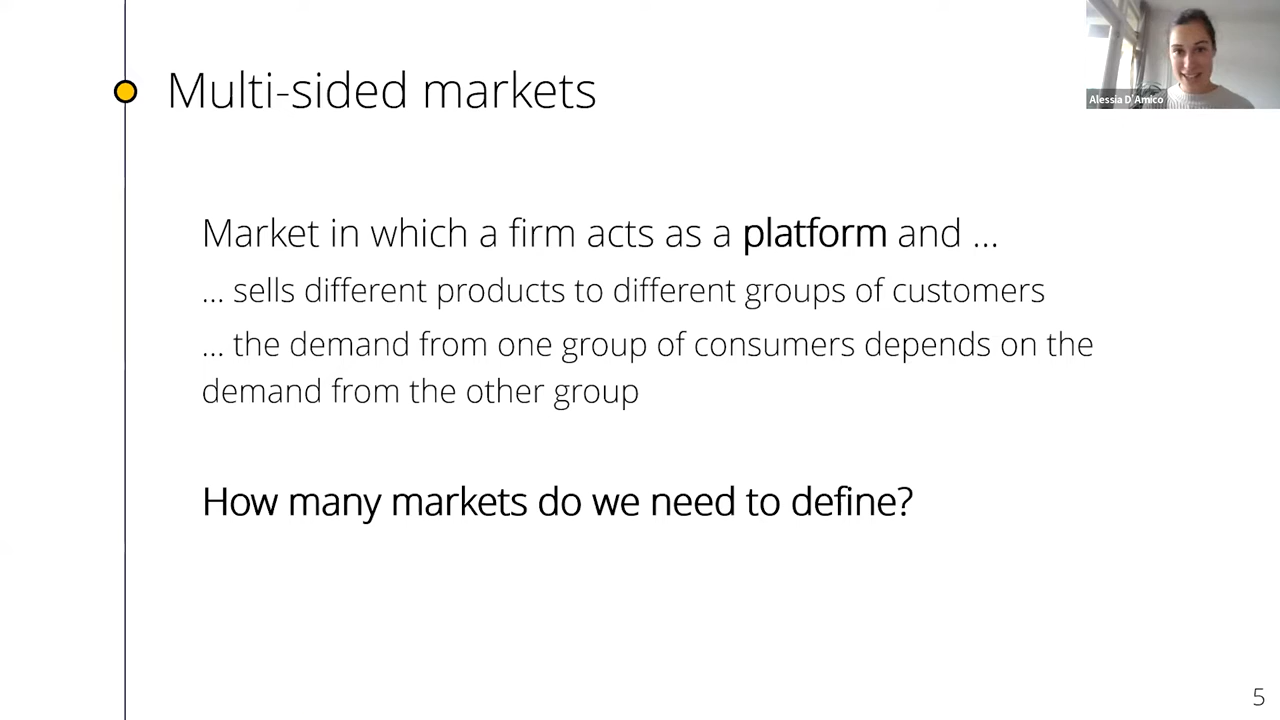 Multi-sided markets
Alessia D'Amico
Market in which a firm acts as a platform and ...
... sells different products to different groups of customers
... the demand from one group of consumers depends on the
demand from the other group
How many markets do we need to define?
5